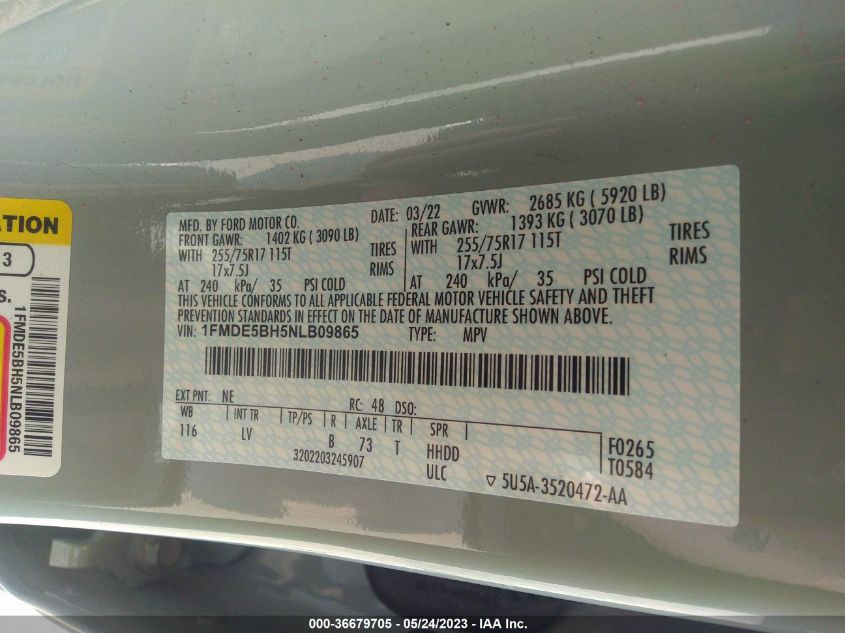 ATION
3
S.
1FMDE5BH5NLB09865
MFD. BY FORD MOTOR CO.
DATE: 03/22 GVWR: 2685 KG ( 5920 LB)
FRONT GAWR: 1402 KG ( 3090 LB)
REAR GAWR: 1393 KG ( 3070 LB)
WITH 255/75R17 115T TIRES
WITH 255/75R17 115T TIRES
17x7.5J RIMS
17x7.5J RIMS
AT 240 kPa/ 35 PSI COLD
AT 240 kPa/ 35 PSI COLD
THIS VEHICLE CONFORMS TO ALL APPLICABLE FEDERAL MOTOR VEHICLE SAFETY AND THEFT
PREVENTION STANDARDS IN EFFECT ON THE DATE OF MANUFACTURE SHOWN ABOVE.
VIN: 1FMDE5BH5NLB09865 TYPE: MPV
EXT PNT: NE RC: 48 DSO:
WB INT TR TP/PS R AXLE TR SPR
116 LV B 73 T HHDD
ULC
3202203245907
F0265
T0584
▽ 5U5A-3520472-AA
000-36679705 - 05/24/2023 - IAA Inc.